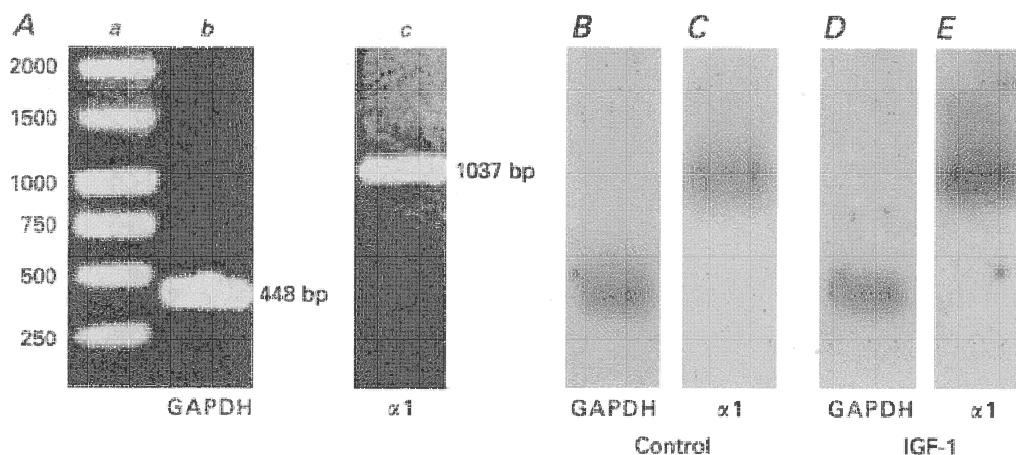 A
a
b
c
B
C
D
E
2000
1500
1000
750
500
250
448 bp
1037 bp
GAPDH
α1
GAPDH
α1
GAPDH
α1
Control
IGF-1